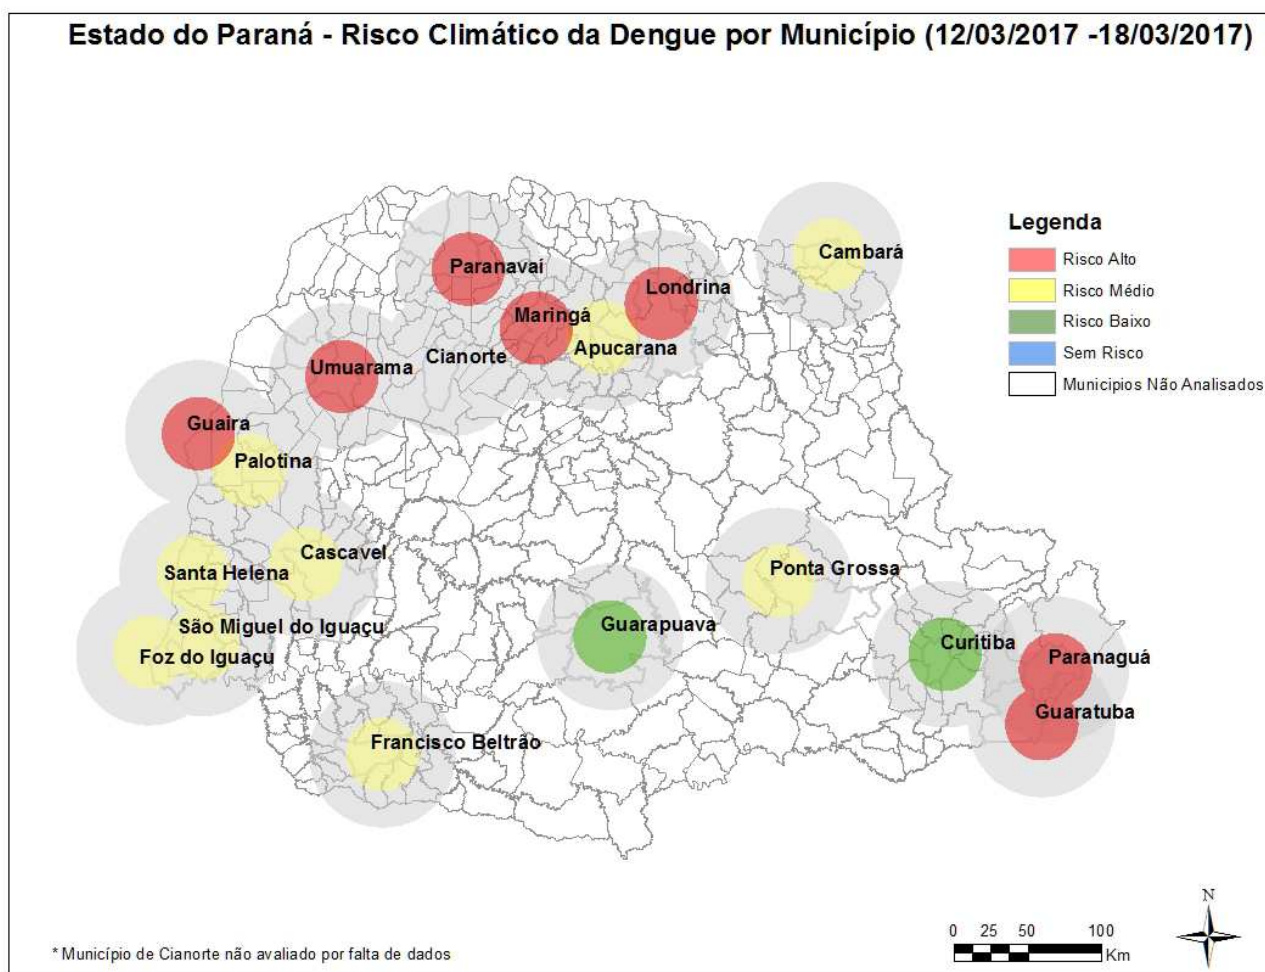 Estado do Paraná - Risco Climático da Dengue por Município (12/03/2017 -18/03/2017)
Legenda
Risco Alto
Risco Médio
Risco Baixo
Sem Risco
Municipios Não Analisados
Cambará
Paranavaí
Londrina
Maringá
Apucarana
Cianorte
Umuarama
Guaira
Palotina
Cascavel
Santa Helena
Ponta Grossa
São Miguel do Iguaçu
Foz do Iguaçu
Guarapuava
Curitiba
Paranaguá
Guaratuba
Francisco Beltrão
N
0 25 50 100
Km
* Município de Cianorte não avaliado por falta de dados